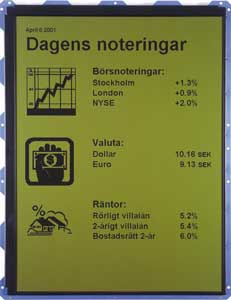 April 6 2001
Dagens noteringar
Börsnoteringar:
Stockholm +1.3%
London +0.9%
NYSE +2.0%
Valuta:
Dollar 10.16 SEK
Euro 9.13 SEK
Räntor:
Rörligt villalån 5.2%
2-årigt villalån 5.4%
Bostadsrätt 2-år 6.0%